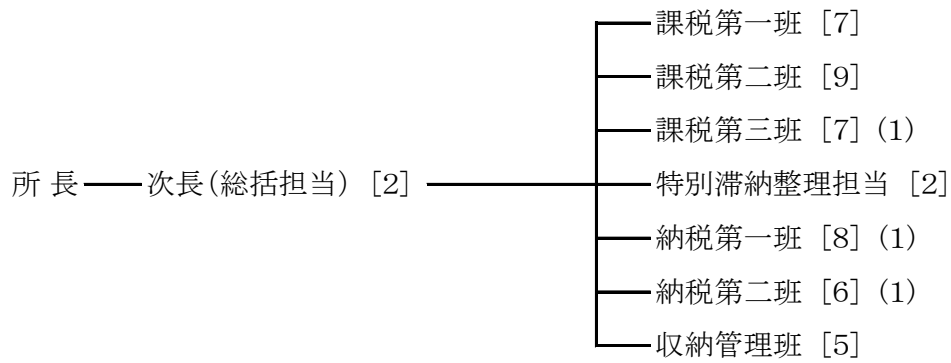 課税第一班 [7]
課税第二班 [9]
課税第三班 [7] (1)
所 長 次長(総括担当) [2]
特別滞納整理担当 [2]
納税第一班 [8] (1)
納税第二班 [6] (1)
収納管理班 [5]